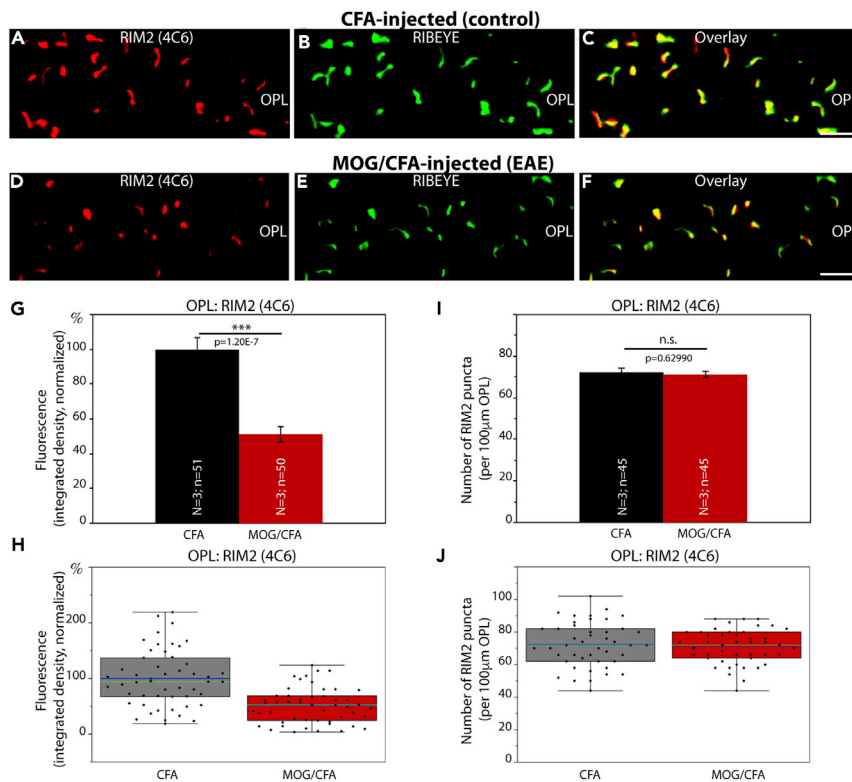 CFA-injected (control)
A RIM2 (4C6)
B RIBEYE
C Overlay
OPL
MOG/CFA-injected (EAE)
D RIM2 (4C6)
E RIBEYE
F Overlay
OPL
OP
G
OPL: RIM2 (4C6)
%
Fluorescence
(integrated density, normalized)
100
80
60
40
20
0
***
p=1.20E-7
N=3; n=51
N=3; n=50
CFA
MOG/CFA
I
OPL: RIM2 (4C6)
Number of RIM2 puncta
(per 100µm OPL)
80
60
40
20
0
n.s.
p=0.62990
N=3; n=45
N=3; n=45
CFA
MOG/CFA
H
OPL: RIM2 (4C6)
%
Fluorescence
(integrated density, normalized)
200
100
0
CFA
MOG/CFA
J
OPL: RIM2 (4C6)
Number of RIM2 puncta
(per 100µm OPL)
100
80
60
40
20
0
CFA
MOG/CFA